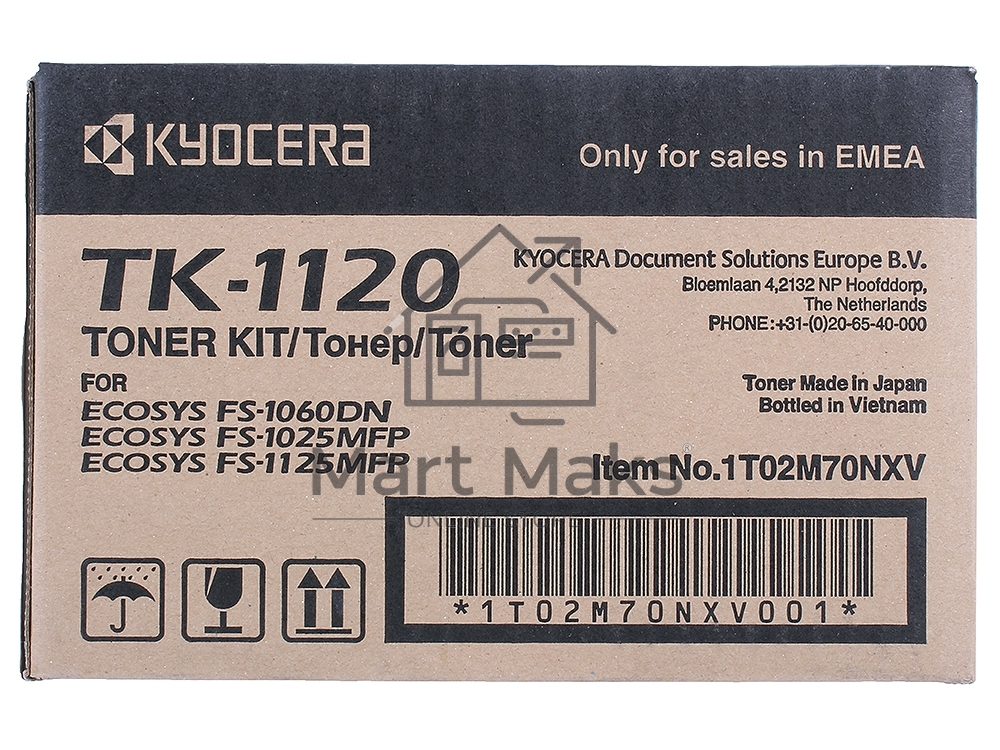 KYOCERA
Only for sales in EMEA
TK-1120
TONER KIT/Тонер/Tóner
FOR
ECOSYS FS-1060DN
ECOSYS FS-1025MFP
ECOSYS FS-1125MFP
KYOCERA Document Solutions Europe B.V.
Bloemlaan 4,2132 NP Hoofddorp,
The Netherlands
PHONE:+31-(0)20-65-40-000
Toner Made in Japan
Bottled in Vietnam
Item No.1T02M70NXV
*1T02M70NXV001*
Mart Maks
ONLINE STORE